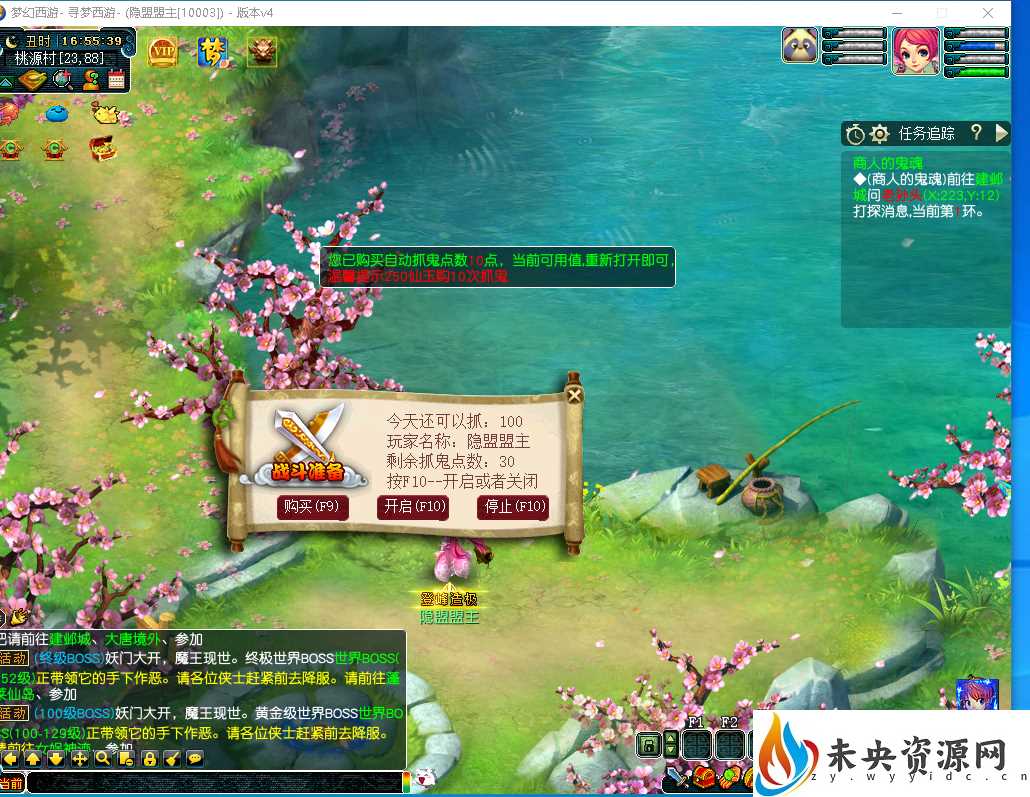 梦幻西游- 寻梦西游- (隐盟盟主[10003]) - 版本v4
丑时 16:55:39
桃源村[23,88]
VIP
梦
任务追踪 ?
商人的鬼魂
◆(商人的鬼魂)前往建邺
城问老孙头(X:223,Y:12)
打探消息,当前第1环。
您已购买自动抓鬼点数10点，当前可用值,重新打开即可,
温馨提示250仙玉购10次抓鬼
今天还可以抓：100
玩家名称：隐盟盟主
剩余抓鬼点数：30
按F10--开启或者关闭
战斗准备
购买(F9) 开启(F10) 停止(F10)
登峰造极
隐盟盟主
把请前往建邺城、大唐境外、参加
活动 (终级BOSS)妖门大开，魔王现世。终极世界BOSS世界BOSS(
52级)正带领它的手下作恶。请各位侠士赶紧前去降服。请前往蓬
莱仙岛、参加
活动 (100级BOSS)妖门大开，魔王现世。黄金级世界BOSS世界BO
SS(100-129级)正带领它的手下作恶。请各位侠士赶紧前去降服。
请前往女娲神迹、参加
当前
F1 F2
未央资源网
zy.wyyidc.cn